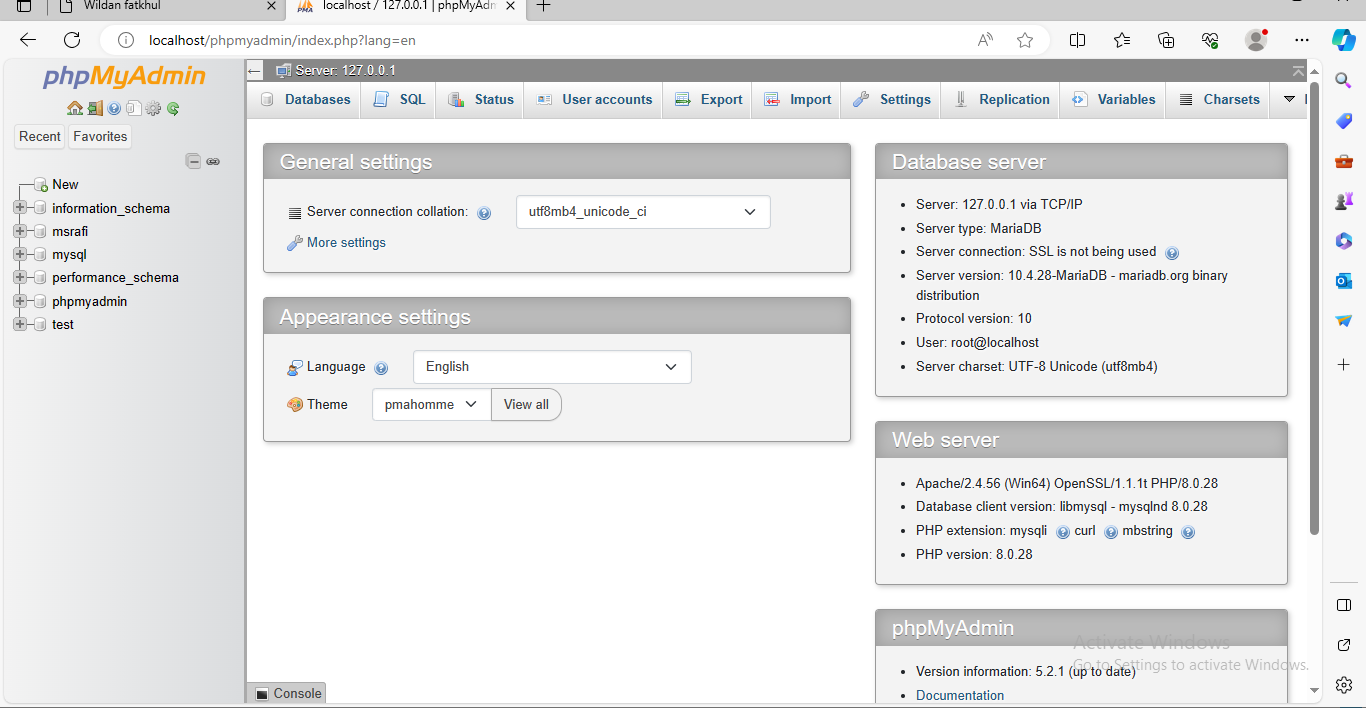 Wildan fatkhul
localhost / 127.0.0.1 | phpMyAdm
localhost/phpmyadmin/index.php?lang=en
phpMyAdmin
Recent
Favorites
New
information_schema
msrafi
mysql
performance_schema
phpmyadmin
test
Server: 127.0.0.1
Databases
SQL
Status
User accounts
Export
Import
Settings
Replication
Variables
Charsets
General settings
Server connection collation:
utf8mb4_unicode_ci
More settings
Appearance settings
Language
English
Theme
pmahomme
View all
Database server
Server: 127.0.0.1 via TCP/IP
Server type: MariaDB
Server connection: SSL is not being used
Server version: 10.4.28-MariaDB - mariadb.org binary
distribution
Protocol version: 10
User: root@localhost
Server charset: UTF-8 Unicode (utf8mb4)
Web server
Apache/2.4.56 (Win64) OpenSSL/1.1.1t PHP/8.0.28
Database client version: libmysql - mysqlnd 8.0.28
PHP extension: mysqli curl mbstring
PHP version: 8.0.28
phpMyAdmin
Version information: 5.2.1 (up to date)
Documentation
Activate Windows
Go to Settings to activate Windows.
Console